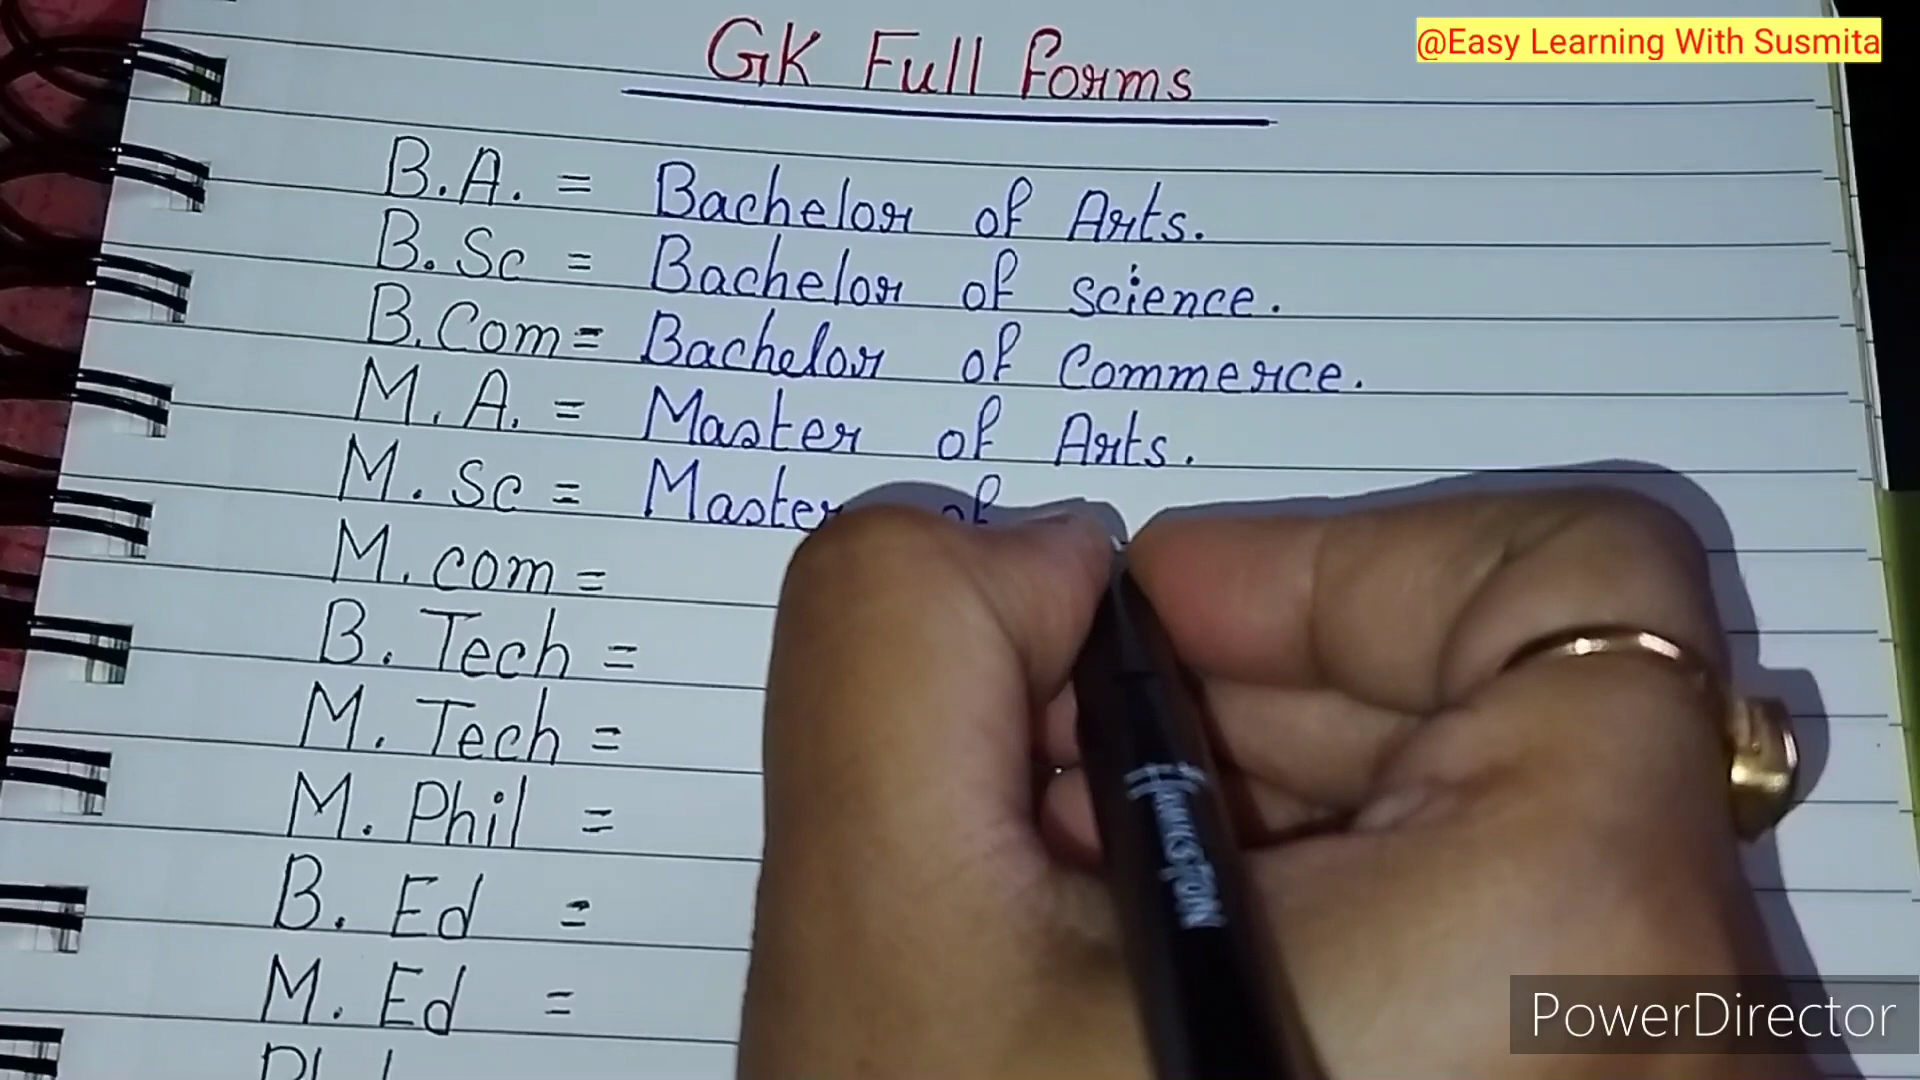 @Easy Learning With Susmita
GK Full forms
B.A. = Bachelor of Arts.
B.Sc = Bachelor of science.
B.Com = Bachelor of Commerce.
M.A. = Master of Arts.
M.Sc = Master of
M.com =
B.Tech =
M.Tech =
M.Phil =
B.Ed =
M.Ed =
PowerDirector